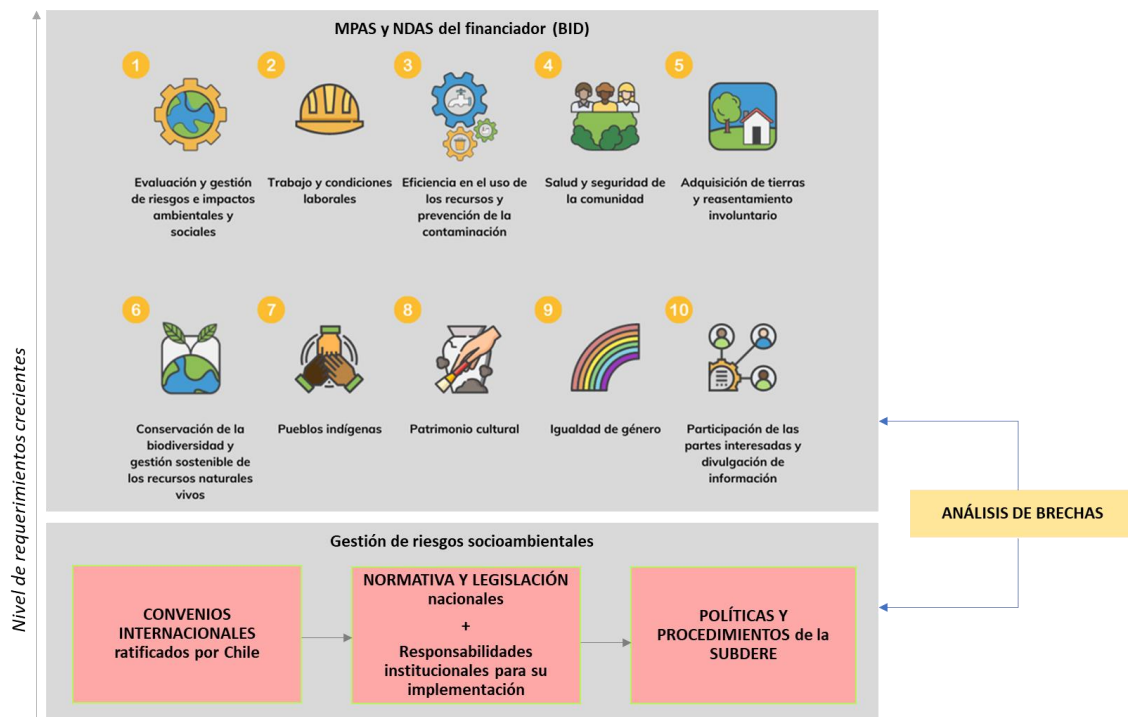 MPAS y NDAS del financiador (BID)
1
2
3
4
5
Evaluación y gestión
de riesgos e impactos
ambientales y
sociales
Trabajo y condiciones
laborales
Eficiencia en el uso de
los recursos y
prevención de la
contaminación
Salud y seguridad de
la comunidad
Adquisición de tierras
y reasentamiento
involuntario
6
7
8
9
10
Conservación de la
biodiversidad y
gestión sostenible de
los recursos naturales
vivos
Pueblos indígenas
Patrimonio cultural
Igualdad de género
Participación de las
partes interesadas y
divulgación de
información
Nivel de requerimientos crecientes
ANÁLISIS DE BRECHAS
Gestión de riesgos socioambientales
CONVENIOS
INTERNACIONALES
ratificados por Chile
NORMATIVA Y LEGISLACIÓN
nacionales
+
Responsabilidades
institucionales para su
implementación
POLÍTICAS Y
PROCEDIMIENTOS de la
SUBDERE